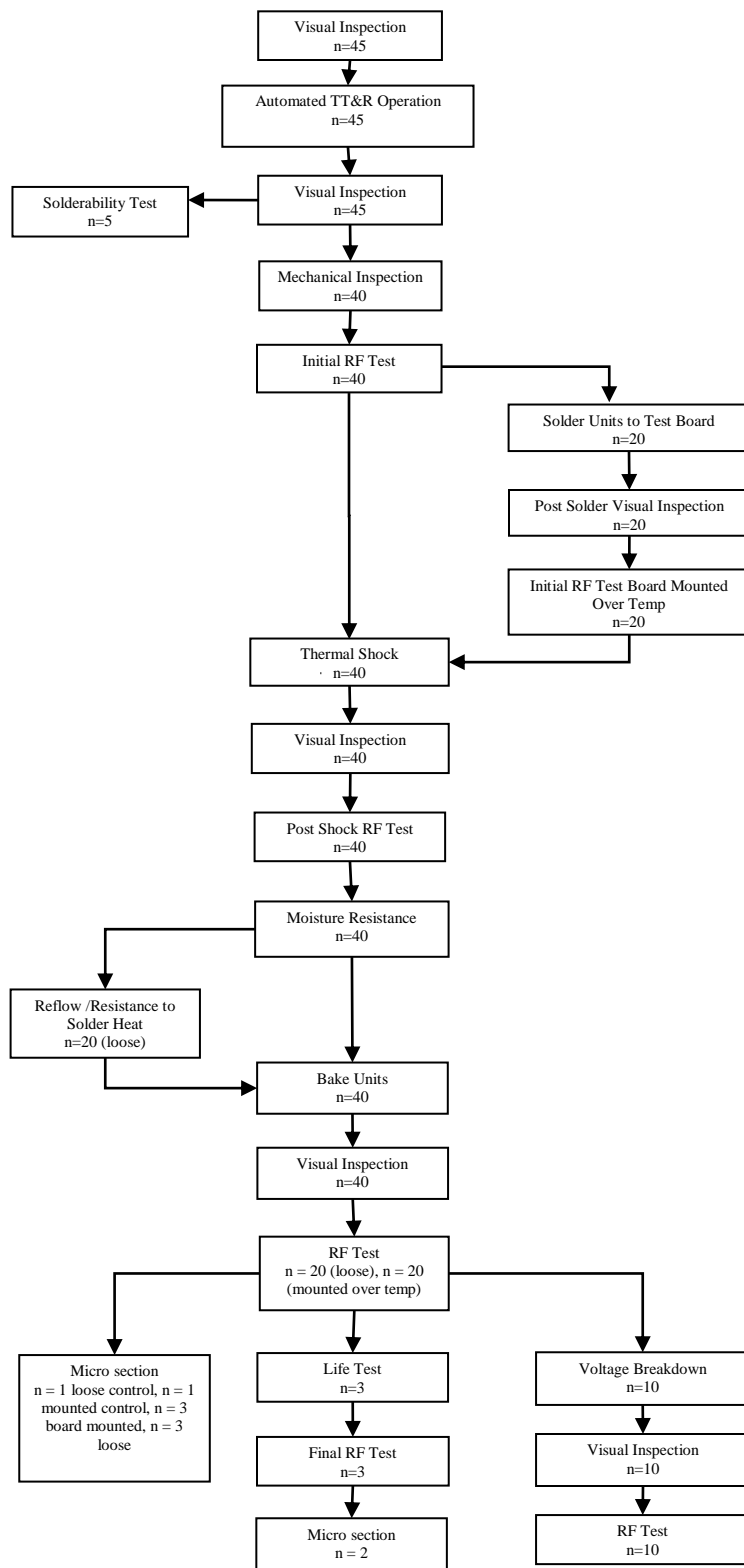 Visual Inspection
n=45
Automated TT&R Operation
n=45
Solderability Test
n=5
Visual Inspection
n=45
Mechanical Inspection
n=40
Initial RF Test
n=40
Solder Units to Test Board
n=20
Post Solder Visual Inspection
n=20
Initial RF Test Board Mounted
Over Temp
n=20
Thermal Shock
n=40
Visual Inspection
n=40
Post Shock RF Test
n=40
Moisture Resistance
n=40
Reflow /Resistance to
Solder Heat
n=20 (loose)
Bake Units
n=40
Visual Inspection
n=40
RF Test
n = 20 (loose), n = 20
(mounted over temp)
Micro section
n = 1 loose control, n = 1
mounted control, n = 3
board mounted, n = 3
loose
Life Test
n=3
Final RF Test
n=3
Micro section
n = 2
Voltage Breakdown
n=10
Visual Inspection
n=10
RF Test
n=10